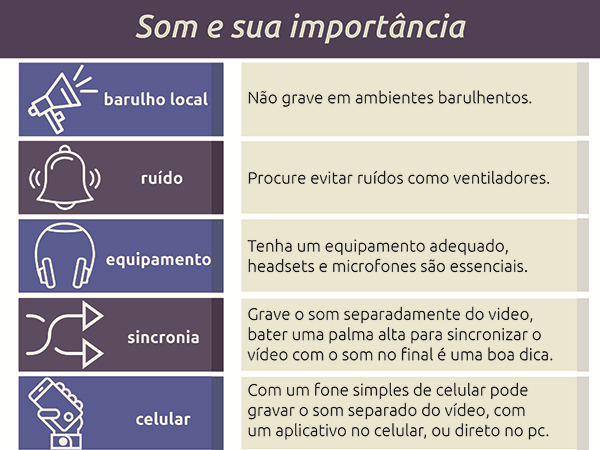 Som e sua importância
barulho local
Não grave em ambientes barulhentos.
ruído
Procure evitar ruídos como ventiladores.
equipamento
Tenha um equipamento adequado,
headsets e microfones são essenciais.
sincronia
Grave o som separadamente do video,
bater uma palma alta para sincronizar o
vídeo com o som no final é uma boa dica.
celular
Com um fone simples de celular pode
gravar o som separado do vídeo, com
um aplicativo no celular, ou direto no pc.